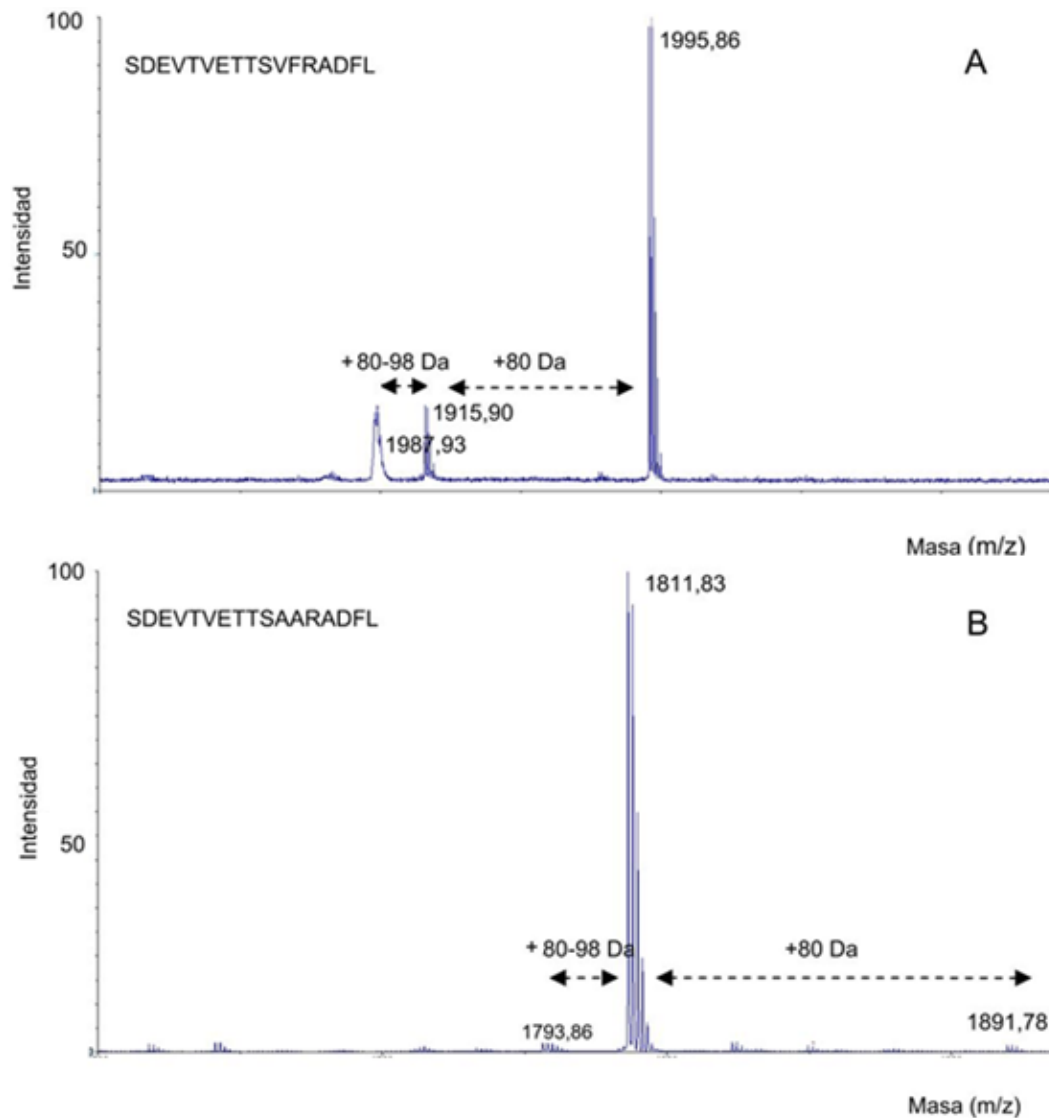 100
1995,86
A
SDEVTVETTSVFRADFL
Intensidad
50
+80-98 Da
+80 Da
1915,90
1987,93
Masa (m/z)
100
1811,83
SDEVTVETTSAARADFL
B
Intensidad
50
+ 80-98 Da
+80 Da
1793,86
1891,78
Masa (m/z)